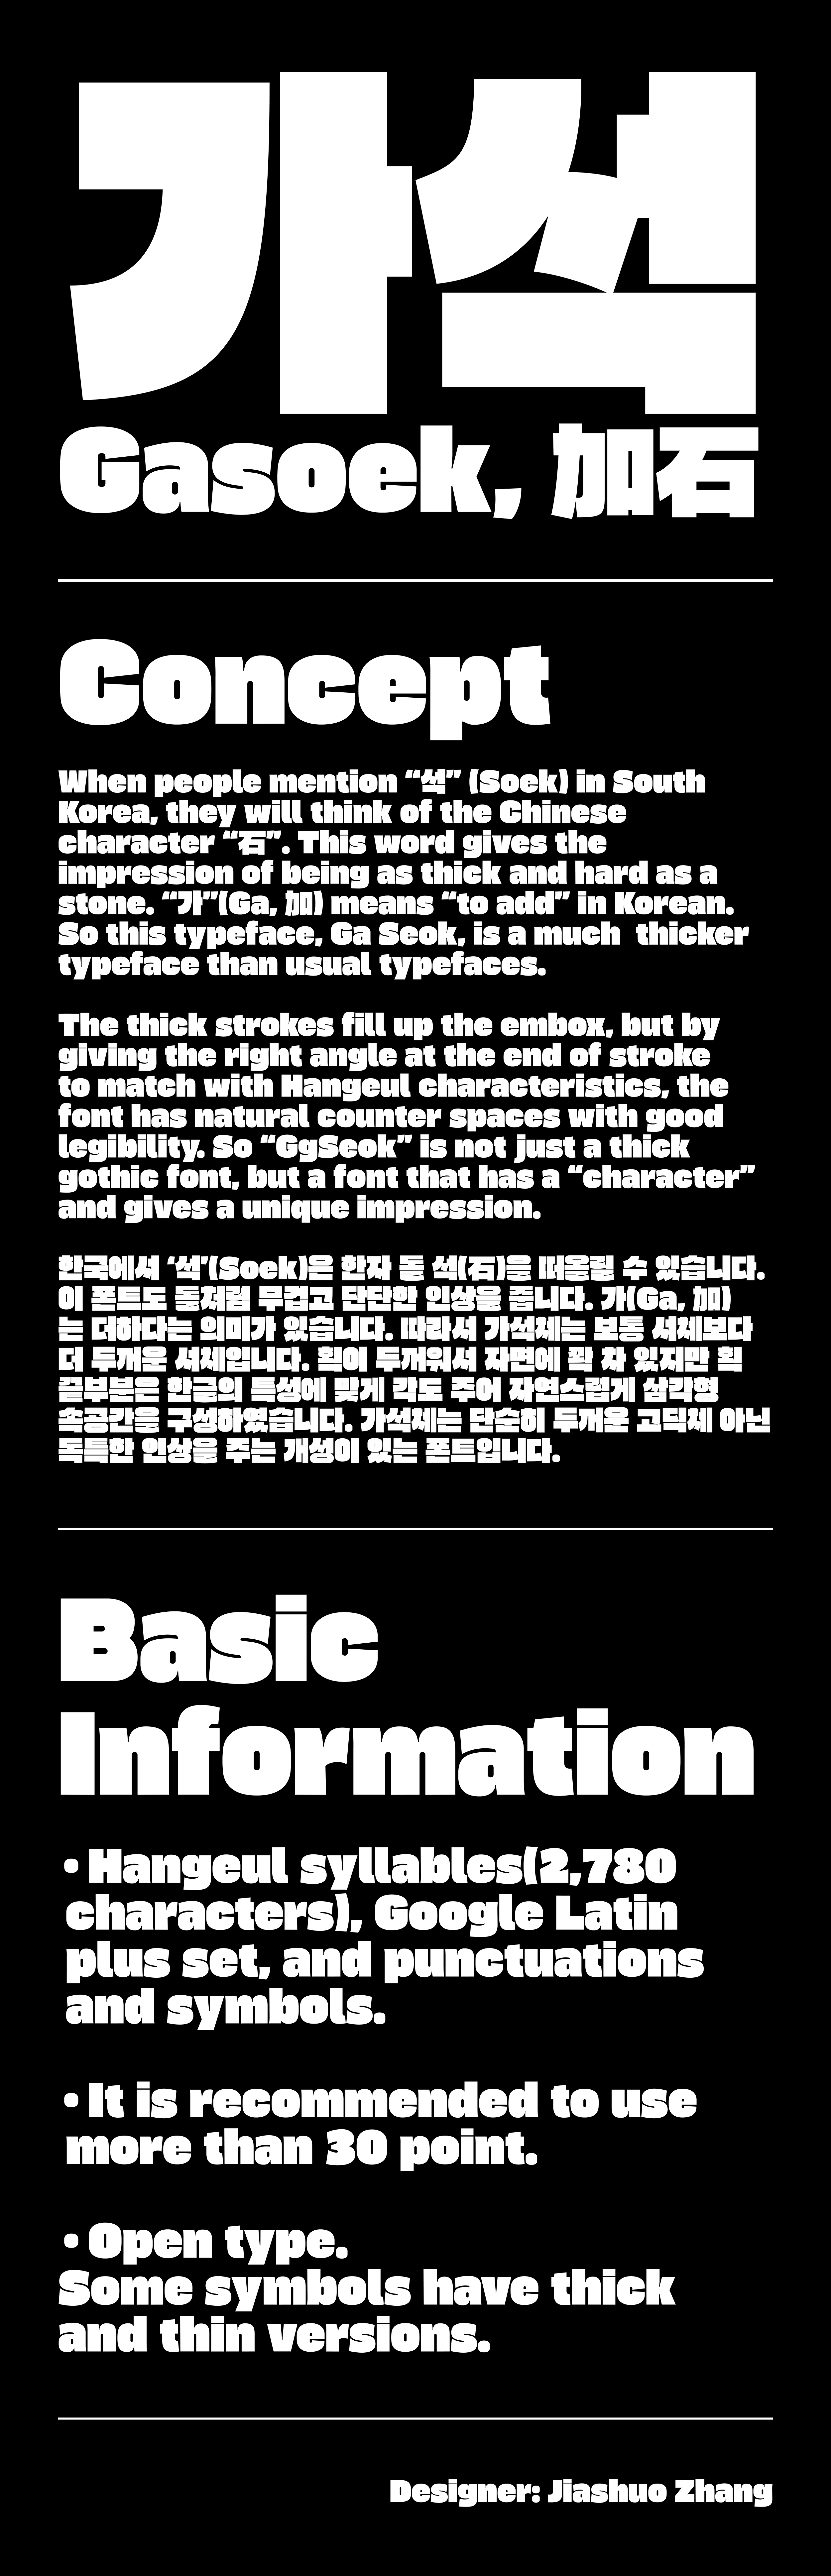 가석
Gasoek, 加石
Concept
When people mention “석” (Soek) in South
Korea, they will think of the Chinese
character “石”. This word gives the
impression of being as thick and hard as a
stone. “가”(Ga, 加) means “to add” in Korean.
So this typeface, Ga Seok, is a much  thicker
typeface than usual typefaces.
The thick strokes fill up the embox, but by
giving the right angle at the end of stroke
to match with Hangeul characteristics, the
font has natural counter spaces with good
legibility. So “GgSeok” is not just a thick
gothic font, but a font that has a “character”
and gives a unique impression.
한국에서 ‘석’(Soek)은 한자 돌 석(石)을 떠올릴 수 있습니다.
이 폰트도 돌처럼 무겁고 단단한 인상을 줍니다. 가(Ga, 加)
는 더하다는 의미가 있습니다. 따라서 가석체는 보통 서체보다
더 두꺼운 서체입니다. 획이 두꺼워서 자면에 꽉 차 있지만 획
끝부분은 한글의 특성에 맞게 각도 주어 자연스럽게 삼각형
속공간을 구성하였습니다. 가석체는 단순히 두꺼운 고딕체 아닌
독특한 인상을 주는 개성이 있는 폰트입니다.
Basic
Information
• Hangeul syllables(2,780
characters), Google Latin
plus set, and punctuations
and symbols.
• It is recommended to use
more than 30 point.
• Open type.
Some symbols have thick
and thin versions.
Designer: Jiashuo Zhang